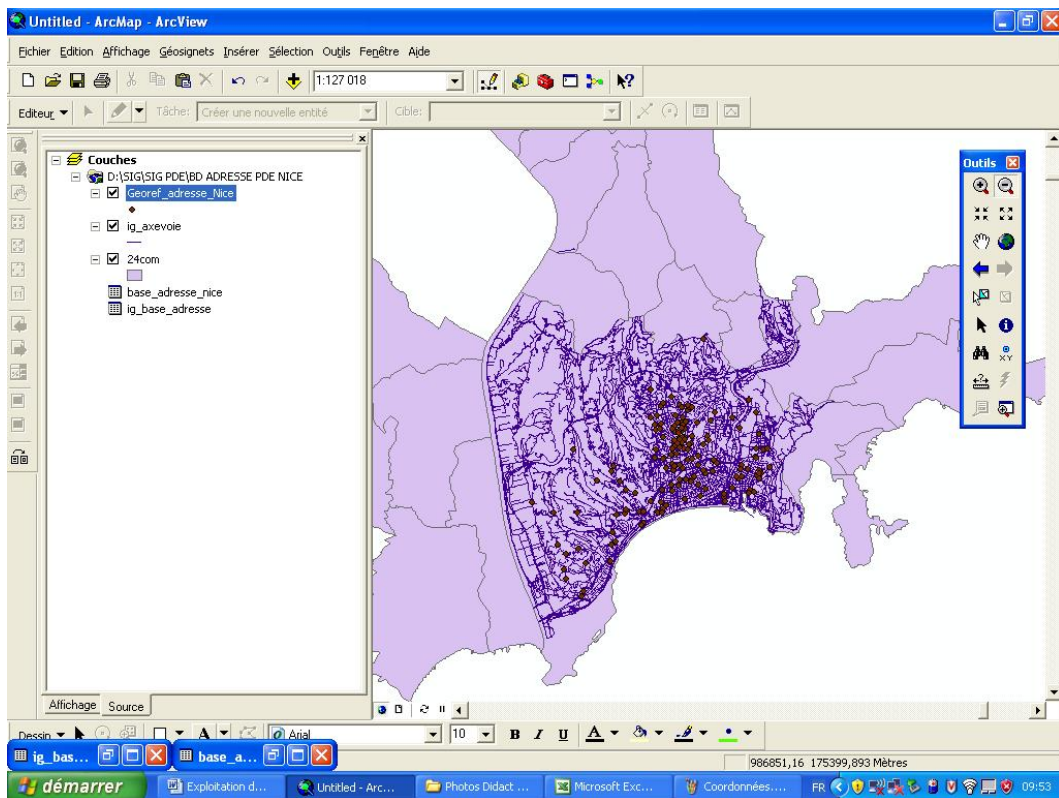 Untitled - ArcMap - ArcView
Fichier Edition Affichage Géosignets Insérer Sélection Outils Fenêtre Aide
1:127 018
Editeur Tâche: Créer une nouvelle entité Cible:
Couches
D:\SIG\SIG PDE\BD ADRESSE PDE NICE
Georef_adresse_Nice
ig_axevoie
24com
base_adresse_nice
ig_base_adresse
Outils
XY
1:1
Affichage Source
Dessin A Arial 10 B I U A
ig_bas... base_a...
986851,16 175399,893 Mètres
démarrer Exploitation d... Untitled - Arc... Photos Didact ... Microsoft Exc... Coordonnées.... FR 09:53